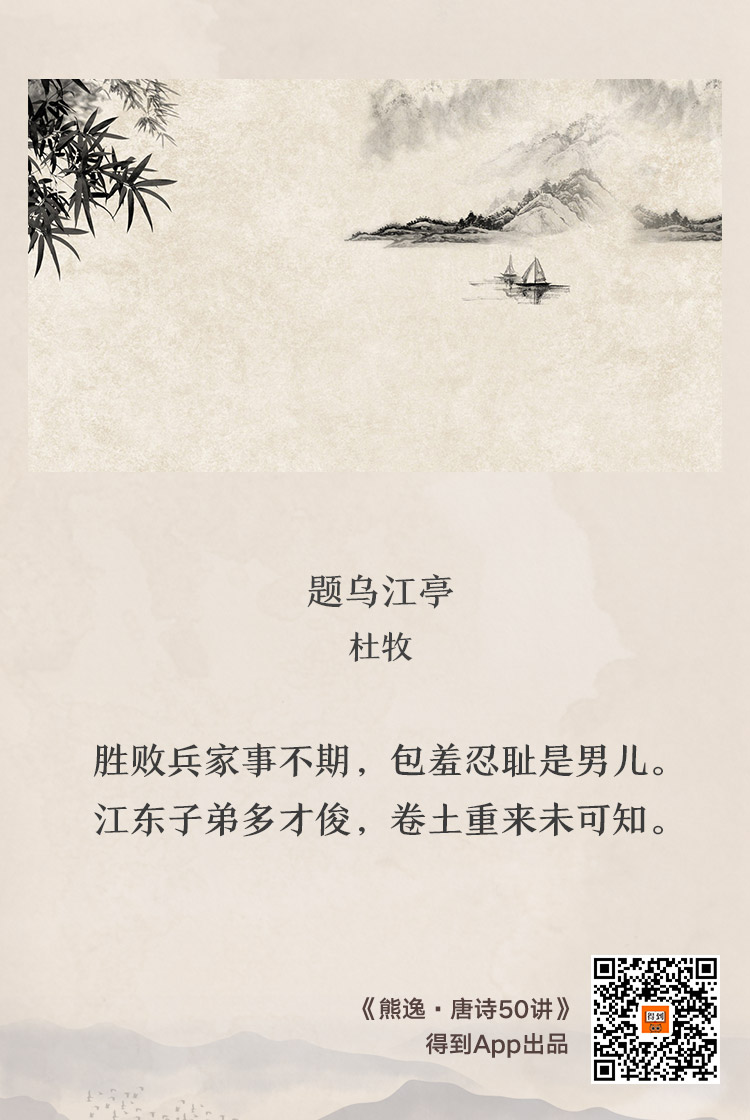 题乌江亭
杜牧
胜败兵家事不期，包羞忍耻是男儿。
江东子弟多才俊，卷土重来未可知。
《熊逸·唐诗50讲》
得到App出品
得到